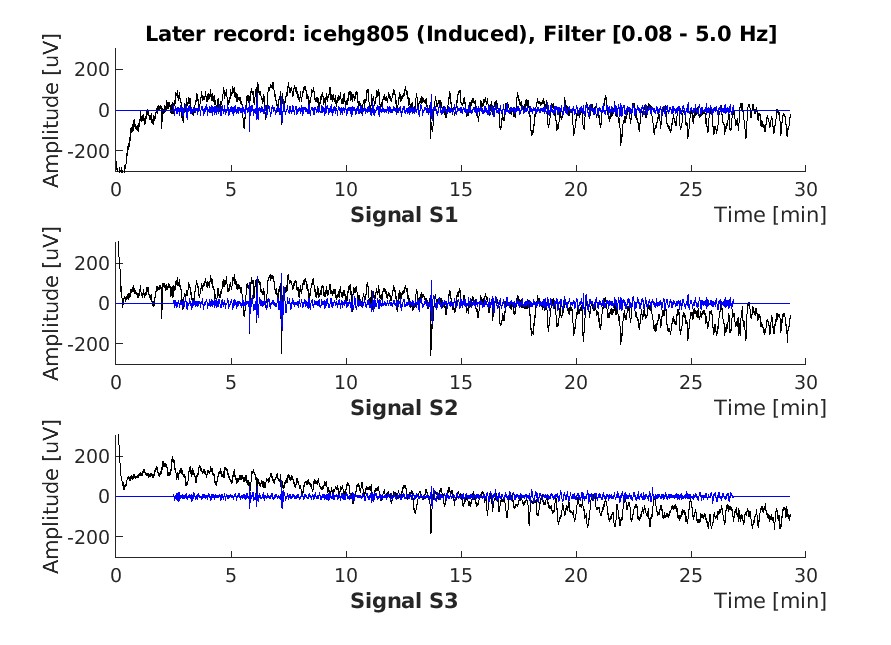 Later record: icehg805 (Induced), Filter [0.08 - 5.0 Hz]
Amplitude [uV]
200
0
-200
0 5 10 15 20 25 30
Signal S1
Time [min]
Amplitude [uV]
200
0
-200
0 5 10 15 20 25 30
Signal S2
Time [min]
Amplitude [uV]
200
0
-200
0 5 10 15 20 25 30
Signal S3
Time [min]